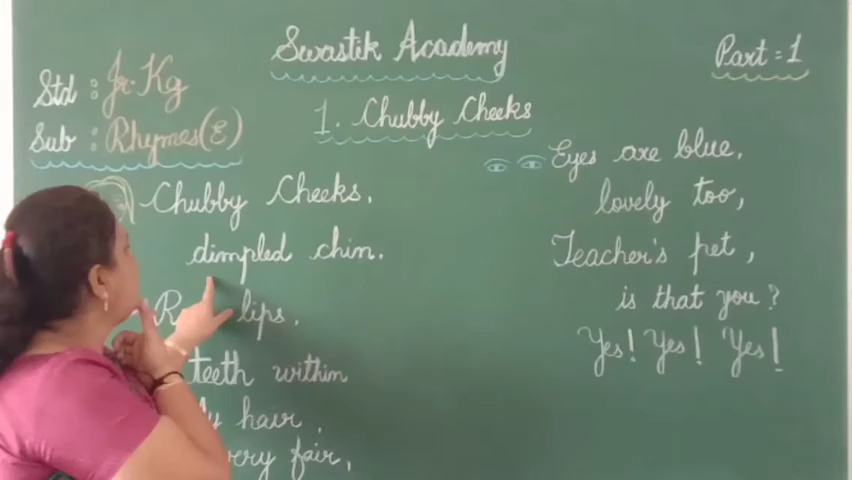 Swastik Academy
Part = 1
Std : Jr. Kg
Sub : Rhymes (E)
1. Chubby Cheeks
Chubby Cheeks,
dimpled chin.
lips,
teeth within
hair,
fair,
Eyes are blue,
lovely too,
Teacher's pet,
is that you?
Yes! Yes! Yes!